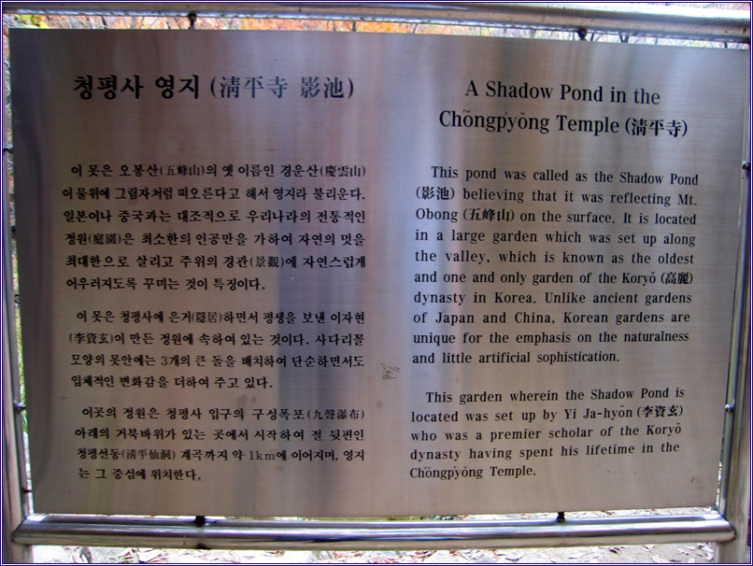 청평사 영지 (淸平寺 影池)
이 못은 오봉산(五峰山)의 옛 이름인 경운산(慶雲山)
이 물위에 그림자처럼 떠오른다고 해서 영지라 불리운다.
일본이나 중국과는 대조적으로 우리나라의 전통적인
정원(庭園)은 최소한의 인공만을 가하여 자연의 멋을
최대한으로 살리고 주위의 경관(景觀)에 자연스럽게
어우러지도록 꾸미는 것이 특징이다.
이 못은 청평사에 은거(隱居)하면서 평생을 보낸 이자현
(李資玄)이 만든 정원에 속하여 있는 것이다. 사다리꼴
모양의 못안에는 3개의 큰 돌을 배치하여 단순하면서도
입체적인 변화감을 더하여 주고 있다.
이곳의 정원은 청평사 입구의 구성폭포(九聲瀑布)
아래의 거북바위가 있는 곳에서 시작하여 절 뒷편인
청평선동(淸平仙洞) 계곡까지 약 1km에 이어지며, 영지
는 그 중심에 위치한다.
A Shadow Pond in the
Chŏngpyŏng Temple (淸平寺)
This pond was called as the Shadow Pond
(影池) believing that it was reflecting Mt.
Obong (五峰山) on the surface. It is located
in a large garden which was set up along
the valley, which is known as the oldest
and one and only garden of the Koryŏ (高麗)
dynasty in Korea. Unlike ancient gardens
of Japan and China, Korean gardens are
unique for the emphasis on the naturalness
and little artificial sophistication.
This garden wherein the Shadow Pond is
located was set up by Yi Ja-hyŏn (李資玄)
who was a premier scholar of the Koryŏ
dynasty having spent his lifetime in the
Chŏngpyŏng Temple.